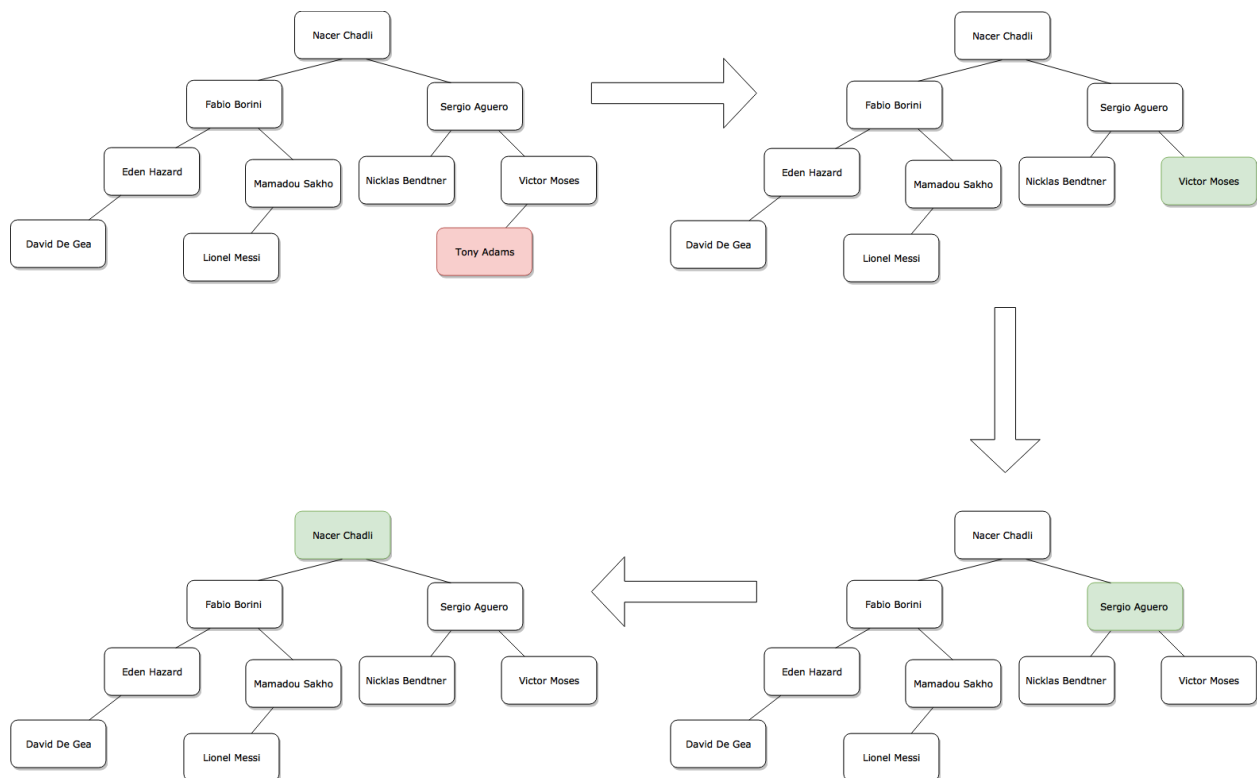 Nacer Chadli
Fabio Borini
Sergio Aguero
Eden Hazard
Mamadou Sakho
Nicklas Bendtner
Victor Moses
David De Gea
Lionel Messi
Tony Adams
Nacer Chadli
Fabio Borini
Sergio Aguero
Eden Hazard
Mamadou Sakho
Nicklas Bendtner
Victor Moses
David De Gea
Lionel Messi
Nacer Chadli
Fabio Borini
Sergio Aguero
Eden Hazard
Mamadou Sakho
Nicklas Bendtner
Victor Moses
David De Gea
Lionel Messi
Nacer Chadli
Fabio Borini
Sergio Aguero
Eden Hazard
Mamadou Sakho
Nicklas Bendtner
Victor Moses
David De Gea
Lionel Messi